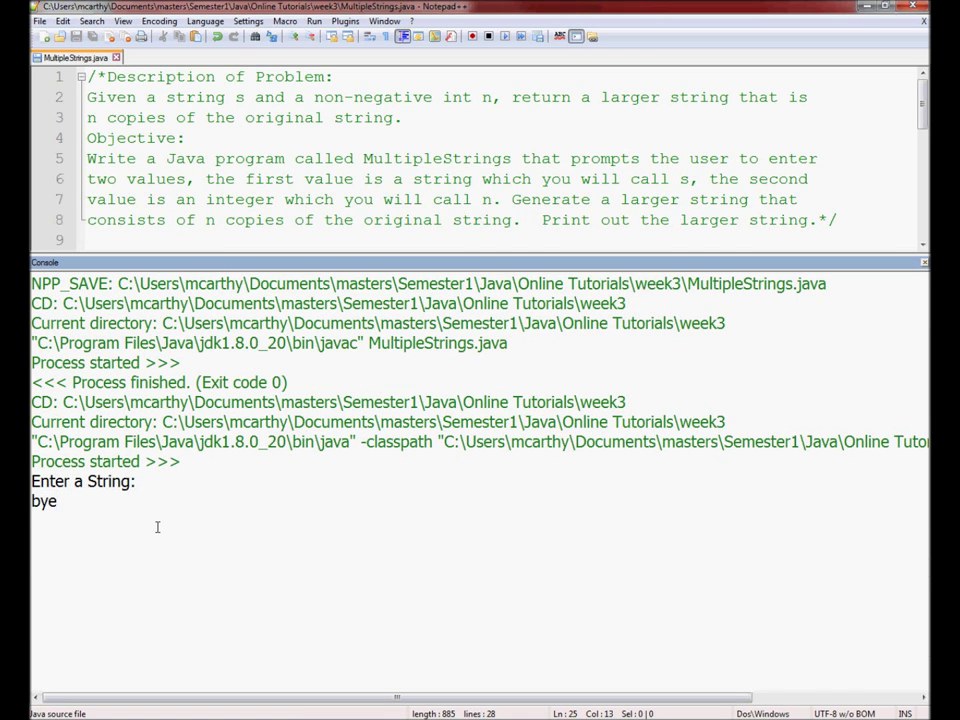 C:\Users\mcarthy\Documents\masters\Semester1\Java\Online Tutorials\week3\MultipleStrings.java - Notepad++
File Edit Search View Encoding Language Settings Macro Run Plugins Window ? X
MultipleStrings.java
1 /*Description of Problem:
2 Given a string s and a non-negative int n, return a larger string that is
3 n copies of the original string.
4 Objective:
5 Write a Java program called MultipleStrings that prompts the user to enter
6 two values, the first value is a string which you will call s, the second
7 value is an integer which you will call n. Generate a larger string that
8 consists of n copies of the original string.  Print out the larger string.*/
9
Console
NPP_SAVE: C:\Users\mcarthy\Documents\masters\Semester1\Java\Online Tutorials\week3\MultipleStrings.java
CD: C:\Users\mcarthy\Documents\masters\Semester1\Java\Online Tutorials\week3
Current directory: C:\Users\mcarthy\Documents\masters\Semester1\Java\Online Tutorials\week3
"C:\Program Files\Java\jdk1.8.0_20\bin\javac" MultipleStrings.java
Process started >>>
<<< Process finished. (Exit code 0)
CD: C:\Users\mcarthy\Documents\masters\Semester1\Java\Online Tutorials\week3
Current directory: C:\Users\mcarthy\Documents\masters\Semester1\Java\Online Tutorials\week3
"C:\Program Files\Java\jdk1.8.0_20\bin\java" -classpath "C:\Users\mcarthy\Documents\masters\Semester1\Java\Online Tutor
Process started >>>
Enter a String:
bye
Java source file length : 885 lines : 28 Ln : 25 Col : 13 Sel : 0 | 0 Dos\Windows UTF-8 w/o BOM INS